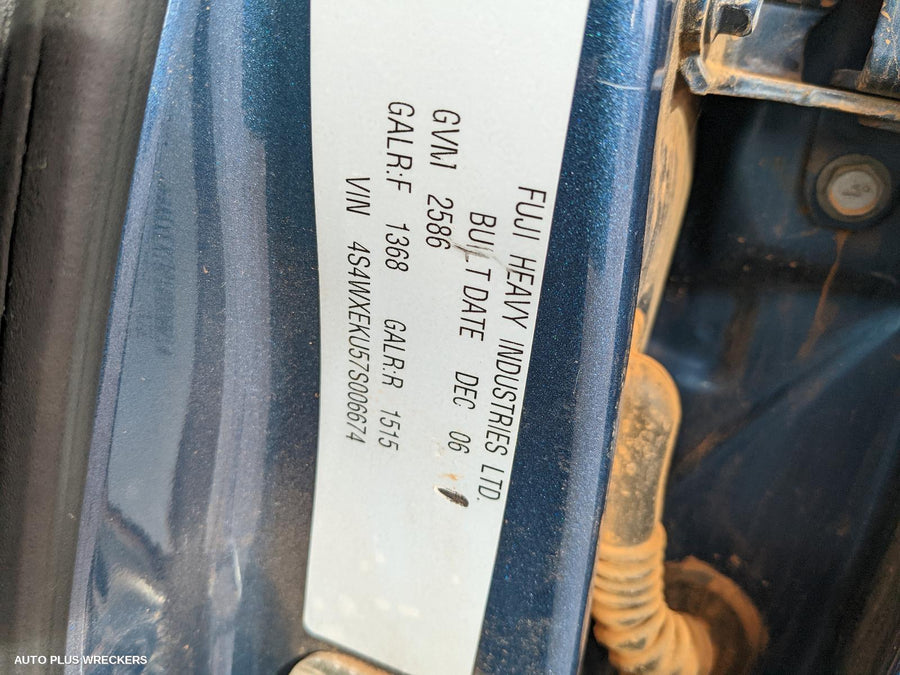 FUJI HEAVY INDUSTRIES LTD.
BUILT DATE DEC 06
GVM 2586
GALR:F 1368 GALR:R 1515
VIN 4S4WXEKU57S006674
AUTO PLUS WRECKERS